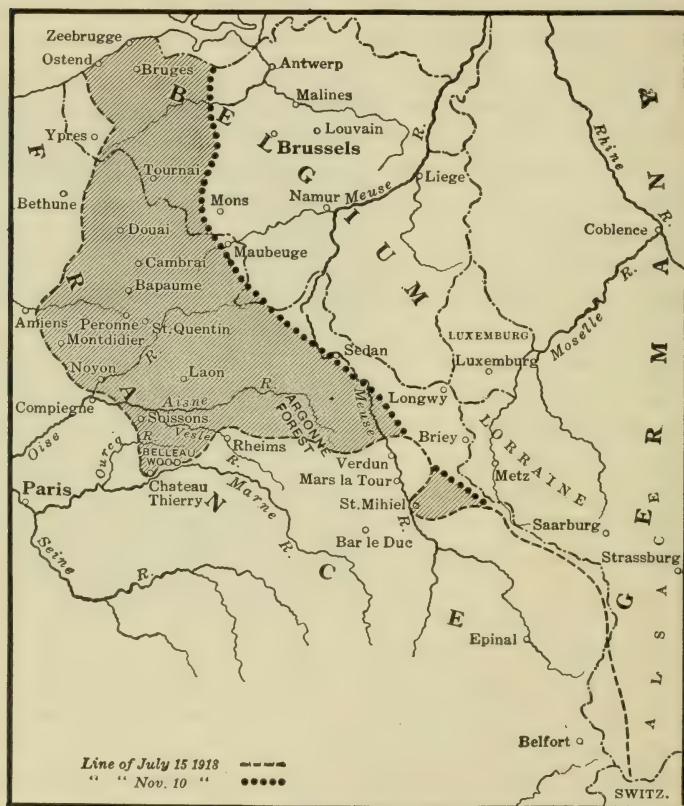 Zeebrugge
Ostend
Bruges
Antwerp
Malines
BELGIUM
Ypres
Louvain
Brussels
R.
Rhine
R.
Tournai
Bethune
Mons
Namur
Meuse
Liege
Coblence
Douai
Maubeuge
Cambrai
Bapaume
Amiens
Peronne
St. Quentin
Montdidier
R.
Sedan
LUXEMBURG
Luxemburg
Moselle
R.
Noyon
Laon
Longwy
Compiegne
Aisne
R.
ARGONNE
FOREST
Meuse
Soissons
Vesle
Oise
Ourcq
R.
BELLEAU
WOOD
Rheims
R.
Briey
LORRAINE
Verdun
Mars la Tour
Metz
Paris
Chateau
Thierry
Marne
R.
St. Mihiel
R.
Saarburg
Bar le Duc
Strassburg
Seine
R.
FRANCE
GERMANY
ALSACE
Epinal
Belfort
Line of July 15 1918
“ “ Nov. 10 “
SWITZ.